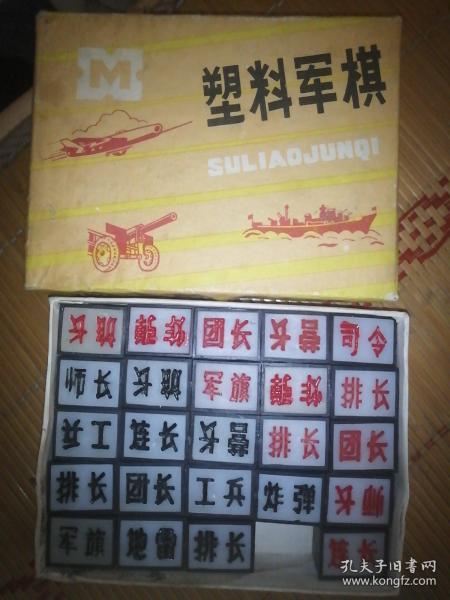 M
塑料军棋
SULIAOJUNQI
旅长 炸弹 团长 营长 司令
师长 旅长 军旗 炸弹 排长
工兵 连长 营长 排长 团长
排长 团长 工兵 炸弹 师长
军旗 地雷 排长 连长
孔夫子旧书网
www.kongfz.com